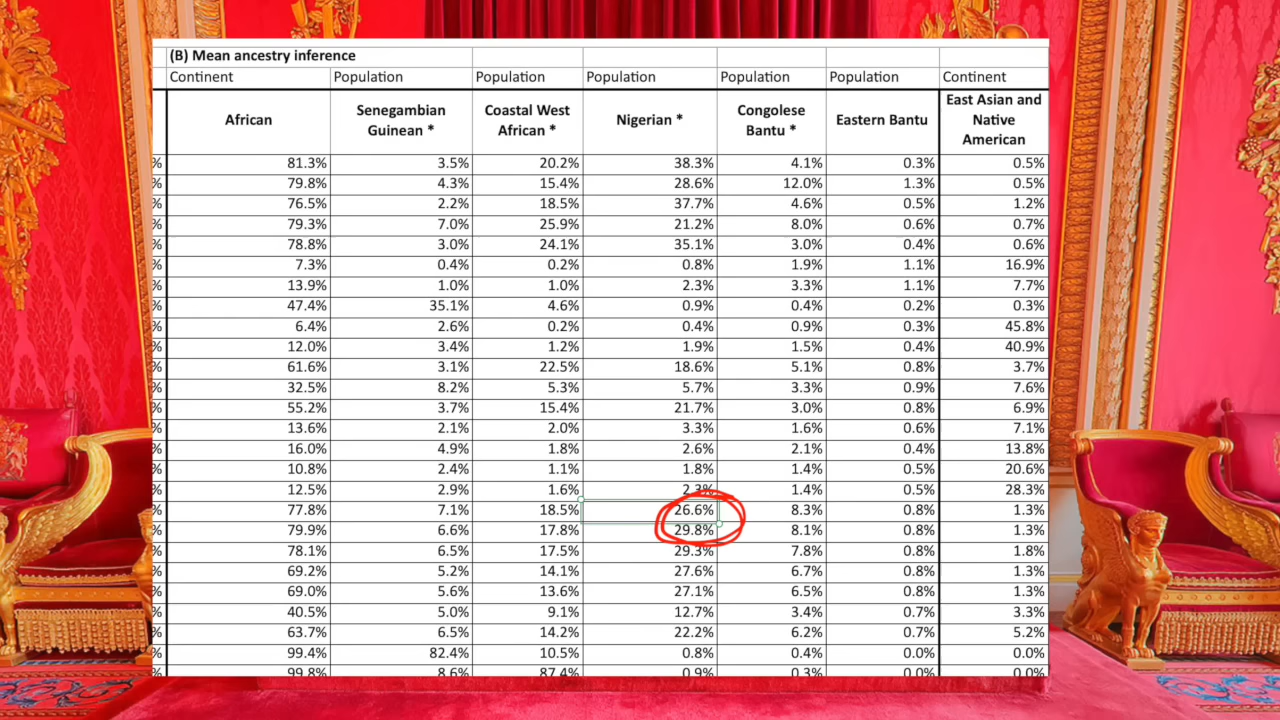 (B) Mean ancestry inference
Continent Population Population Population Population Population Continent
African Senegambian Guinean * Coastal West African * Nigerian * Congolese Bantu * Eastern Bantu East Asian and Native American
% 81.3% 3.5% 20.2% 38.3% 4.1% 0.3% 0.5%
% 79.8% 4.3% 15.4% 28.6% 12.0% 1.3% 0.5%
% 76.5% 2.2% 18.5% 37.7% 4.6% 0.5% 1.2%
% 79.3% 7.0% 25.9% 21.2% 8.0% 0.6% 0.7%
% 78.8% 3.0% 24.1% 35.1% 3.0% 0.4% 0.6%
% 7.3% 0.4% 0.2% 0.8% 1.9% 1.1% 16.9%
% 13.9% 1.0% 1.0% 2.3% 3.3% 1.1% 7.7%
% 47.4% 35.1% 4.6% 0.9% 0.4% 0.2% 0.3%
% 6.4% 2.6% 0.2% 0.4% 0.9% 0.3% 45.8%
% 12.0% 3.4% 1.2% 1.9% 1.5% 0.4% 40.9%
% 61.6% 3.1% 22.5% 18.6% 5.1% 0.8% 3.7%
% 32.5% 8.2% 5.3% 5.7% 3.3% 0.9% 7.6%
% 55.2% 3.7% 15.4% 21.7% 3.0% 0.8% 6.9%
% 13.6% 2.1% 2.0% 3.3% 1.6% 0.6% 7.1%
% 16.0% 4.9% 1.8% 2.6% 2.1% 0.4% 13.8%
% 10.8% 2.4% 1.1% 1.8% 1.4% 0.5% 20.6%
% 12.5% 2.9% 1.6% 2.3% 1.4% 0.5% 28.3%
% 77.8% 7.1% 18.5% 26.6% 8.3% 0.8% 1.3%
% 79.9% 6.6% 17.8% 29.8% 8.1% 0.8% 1.3%
% 78.1% 6.5% 17.5% 29.3% 7.8% 0.8% 1.8%
% 69.2% 5.2% 14.1% 27.6% 6.7% 0.8% 1.3%
% 69.0% 5.6% 13.6% 27.1% 6.5% 0.8% 1.3%
% 40.5% 5.0% 9.1% 12.7% 3.4% 0.7% 3.3%
% 63.7% 6.5% 14.2% 22.2% 6.2% 0.7% 5.2%
% 99.4% 82.4% 10.5% 0.8% 0.4% 0.0% 0.0%
% 99.8% 8.6% 87.4% 0.9% 0.3% 0.0% 0.0%